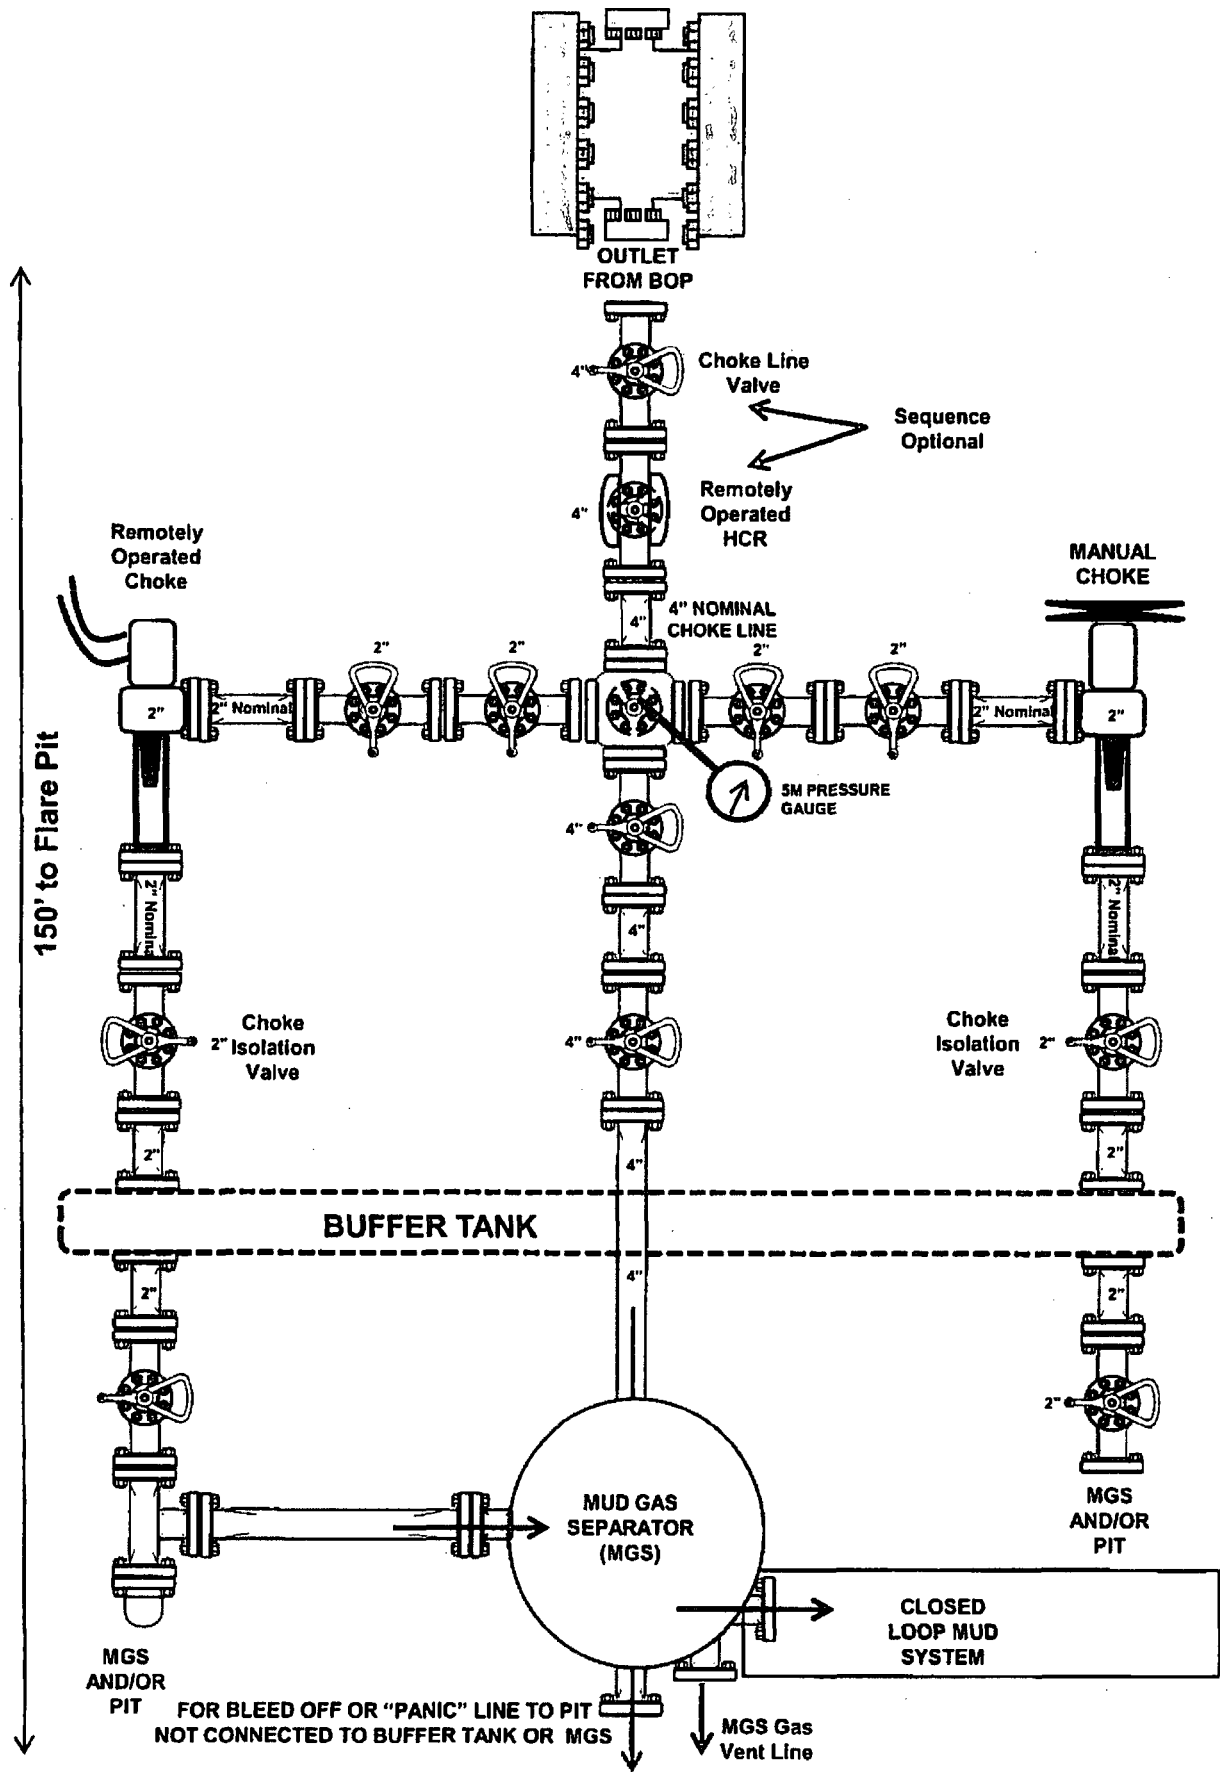 OUTLET
FROM BOP
4"
Choke Line
Valve
Sequence
Optional
4"
Remotely
Operated
HCR
Remotely
Operated
Choke
MANUAL
CHOKE
4"
4" NOMINAL
CHOKE LINE
2"
2"
2"
2"
2"
2" Nominal
2" Nominal
2"
5M PRESSURE
GAUGE
4"
150' to Flare Pit
2" Nominal
4"
2" Nominal
2"
Choke
Isolation
Valve
4"
Choke
Isolation
Valve
2"
2"
4"
2"
BUFFER TANK
2"
4"
2"
2"
MUD GAS
SEPARATOR
(MGS)
MGS
AND/OR
PIT
CLOSED
LOOP MUD
SYSTEM
MGS
AND/OR
PIT
FOR BLEED OFF OR "PANIC" LINE TO PIT
NOT CONNECTED TO BUFFER TANK OR MGS
MGS Gas
Vent Line